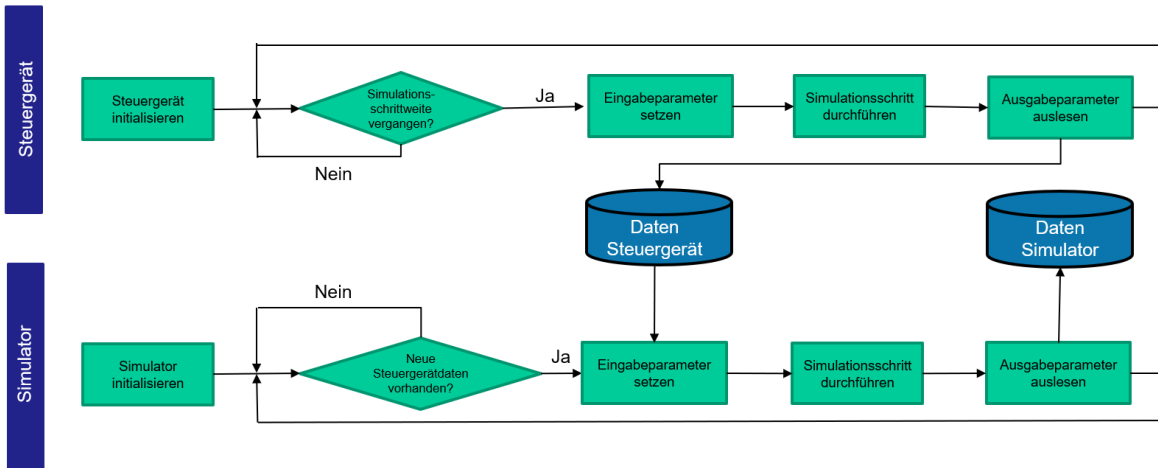 Steuergerät
Steuergerät
initialisieren
Simulations-
schrittweite
vergangen?
Ja
Nein
Eingabeparameter
setzen
Simulationsschritt
durchführen
Ausgabeparameter
auslesen
Daten
Steuergerät
Daten
Simulator
Simulator
Simulator
initialisieren
Nein
Neue
Steuergerätdaten
vorhanden?
Ja
Eingabeparameter
setzen
Simulationsschritt
durchführen
Ausgabeparameter
auslesen